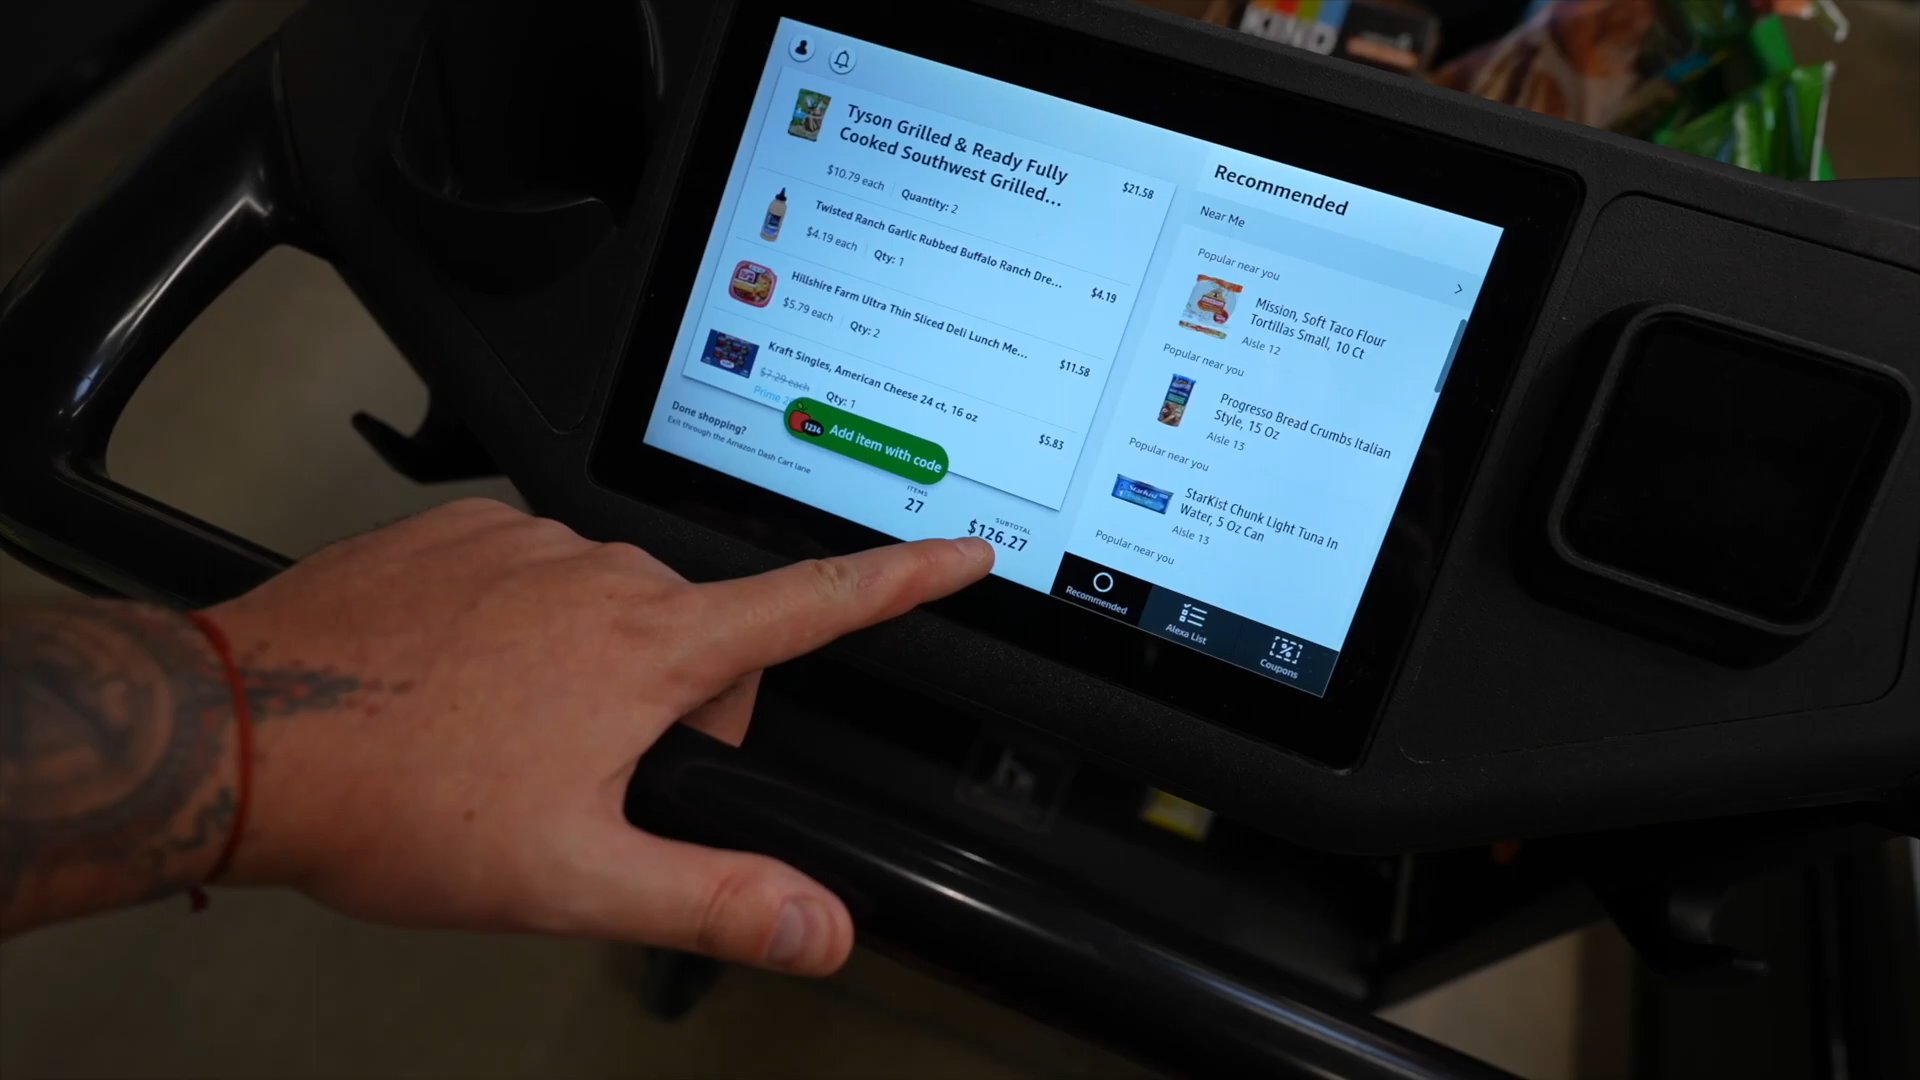 KIND
Tyson Grilled & Ready Fully
Cooked Southwest Grilled...
$21.58
$10.79 each
Quantity: 2
Twisted Ranch Garlic Rubbed Buffalo Ranch Dre...
$4.19 each
Qty: 1
$4.19
Hillshire Farm Ultra Thin Sliced Deli Lunch Me...
$5.79 each
Qty: 2
$11.58
Kraft Singles, American Cheese 24 ct, 16 oz
$7.29 each
Qty: 1
Prime
$5.83
1234
Add item with code
Done shopping?
Exit through the Amazon Dash Cart lane
ITEMS
27
SUBTOTAL
$126.27
Recommended
Near Me
Popular near you
Mission, Soft Taco Flour
Tortillas Small, 10 Ct
Aisle 12
Popular near you
Progresso Bread Crumbs Italian
Style, 15 Oz
Aisle 13
Popular near you
StarKist
StarKist Chunk Light Tuna In
Water, 5 Oz Can
Aisle 13
Popular near you
Recommended
Alexa List
Coupons